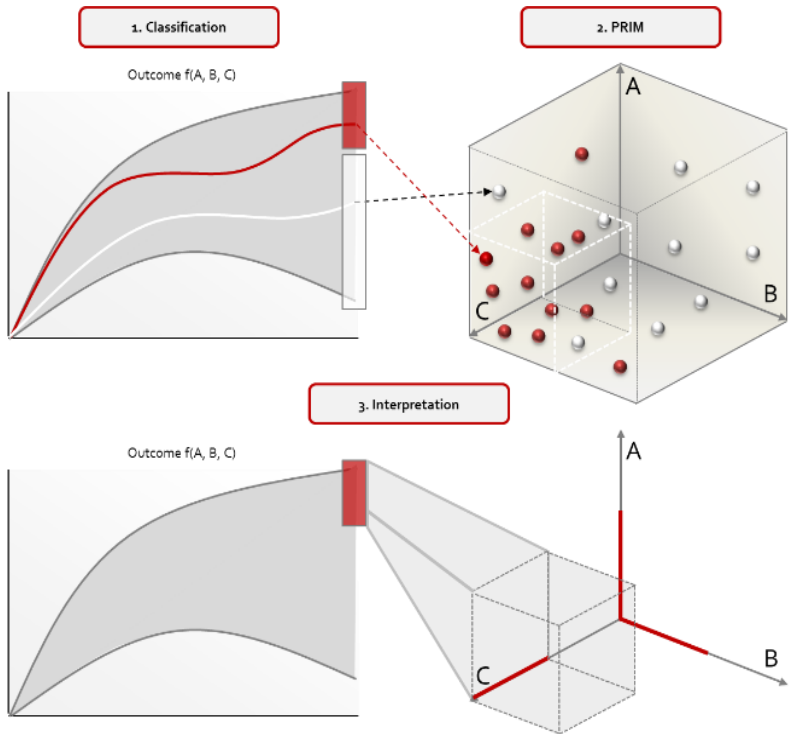 1. Classification
2. PRIM
Outcome f(A, B, C)
A
B
C
3. Interpretation
Outcome f(A, B, C)
A
B
C